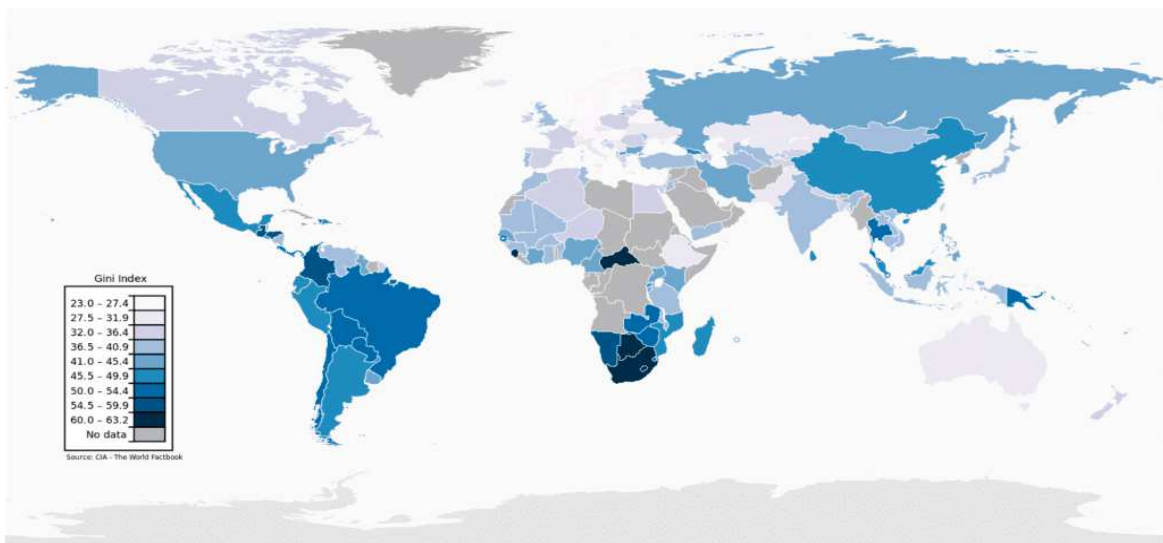 Gini Index
23.0 – 27.4
27.5 – 31.9
32.0 – 36.4
36.5 – 40.9
41.0 – 45.4
45.5 – 49.9
50.0 – 54.4
54.5 – 59.9
60.0 – 63.2
No data
Source: CIA - The World Factbook